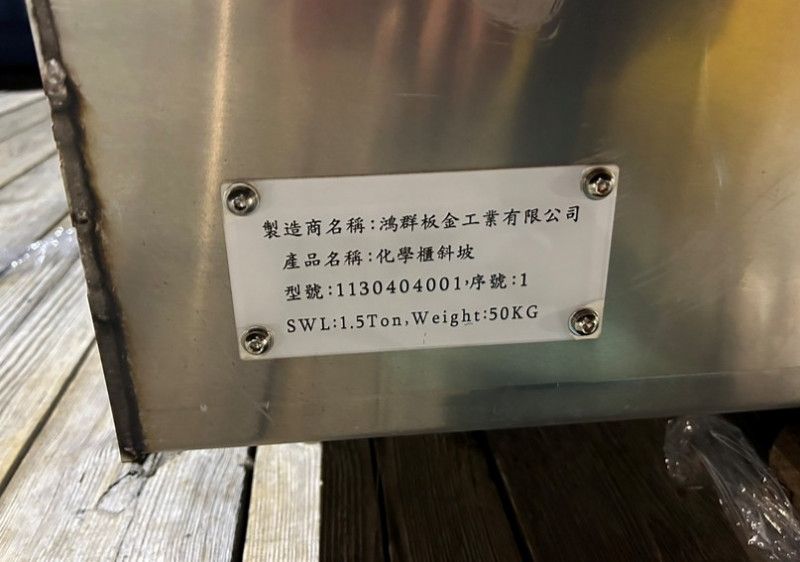 製造商名稱:鴻群板金工業有限公司
產品名稱:化學櫃斜坡
型號:1130404001,序號:1
SWL:1.5Ton,Weight:50KG